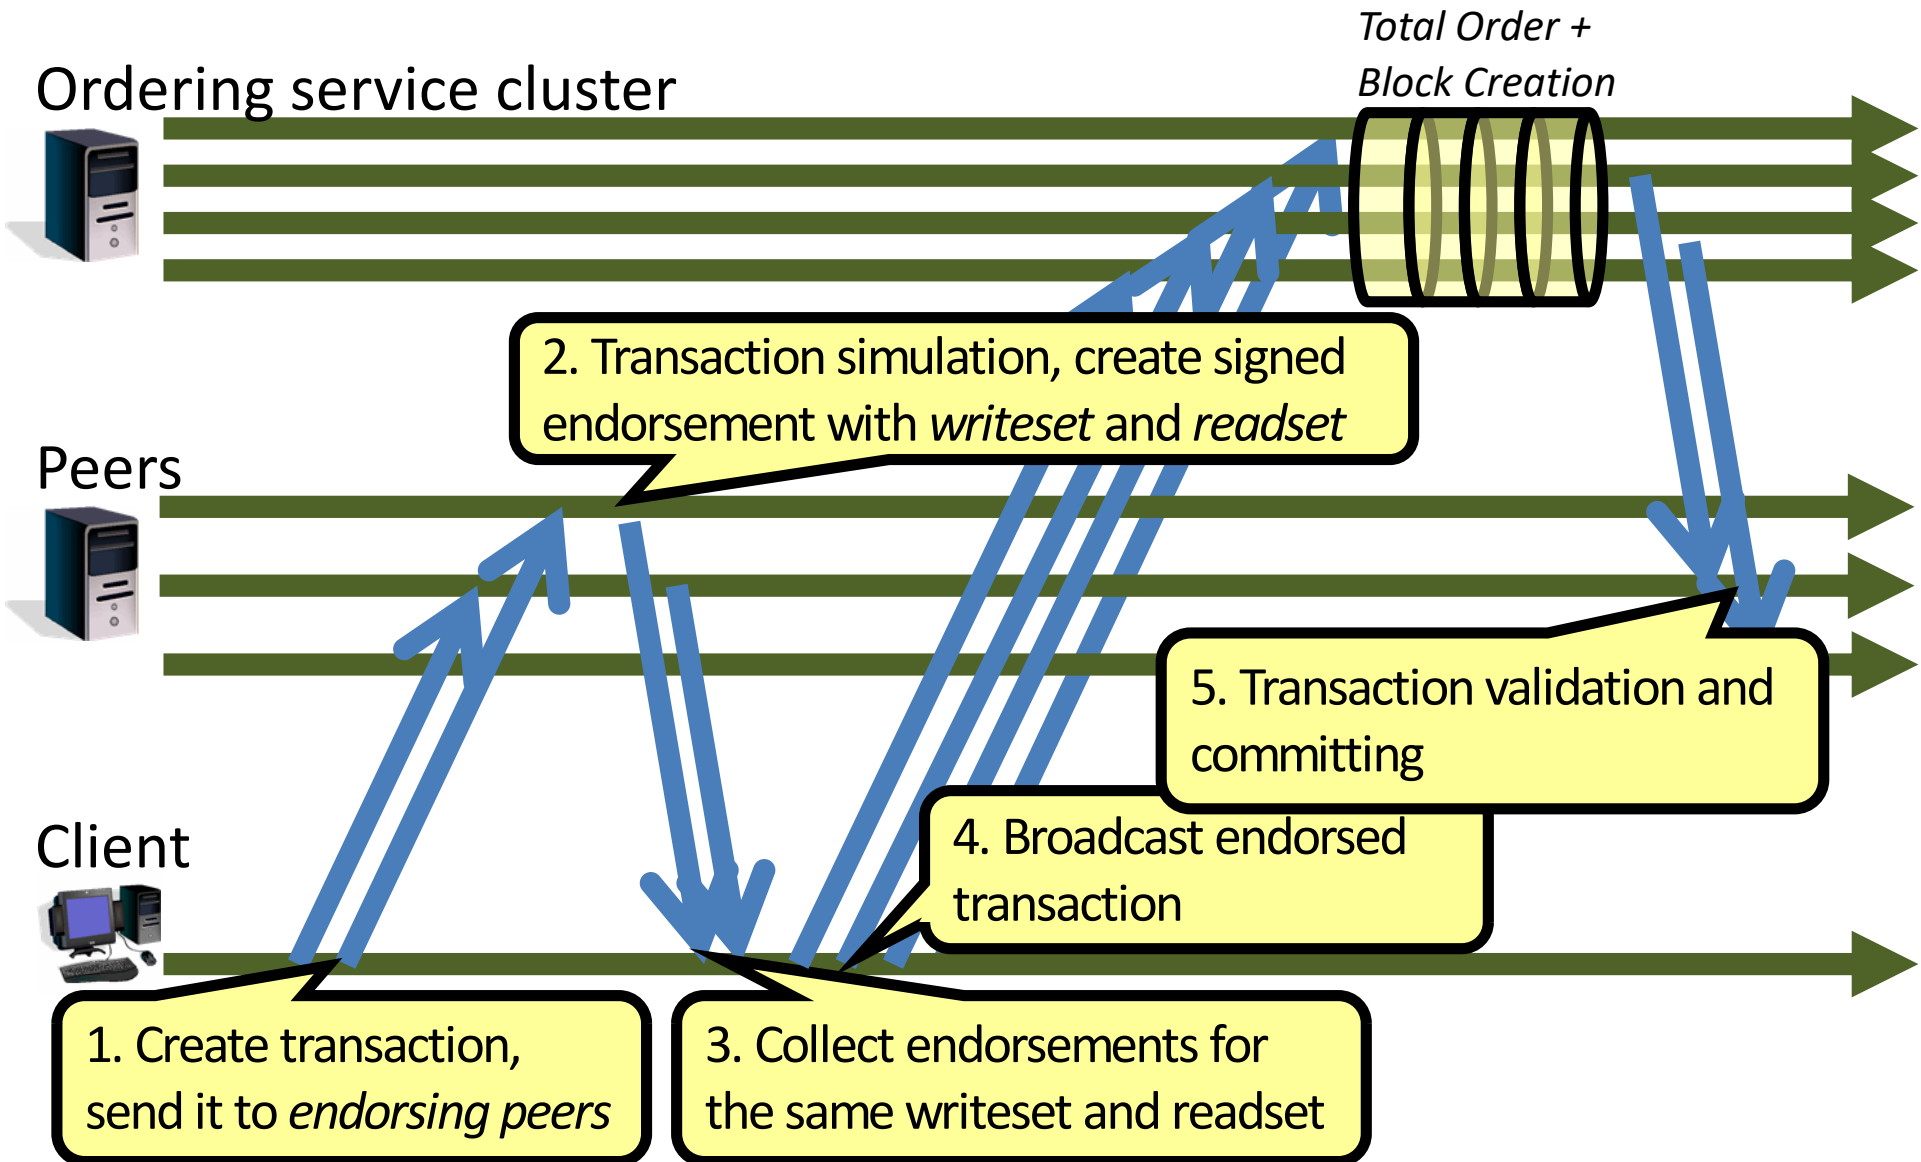 Total Order +
Block Creation
Ordering service cluster
2. Transaction simulation, create signed
endorsement with writeset and readset
Peers
5. Transaction validation and
committing
4. Broadcast endorsed
transaction
Client
1. Create transaction,
send it to endorsing peers
3. Collect endorsements for
the same writeset and readset